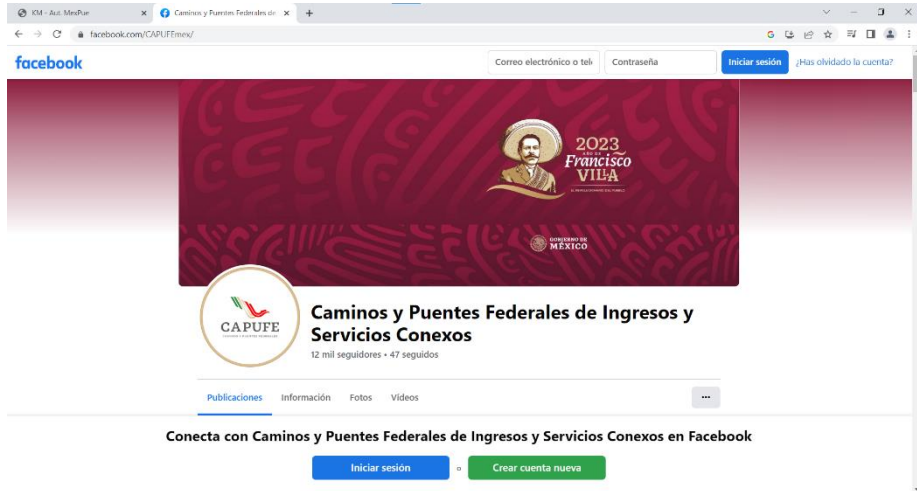 KM - Aut. MexPue
Caminos y Puentes Federales de
facebook.com/CAPUFEmex/
facebook
Correo electrónico o telé
Contraseña
Iniciar sesión
¿Has olvidado la cuenta?
2023
Francisco
VILLA
GOBIERNO DE
MÉXICO
CAPUFE
Caminos y Puentes Federales de Ingresos y
Servicios Conexos
12 mil seguidores • 47 seguidos
Publicaciones
Información
Fotos
Vídeos
Conecta con Caminos y Puentes Federales de Ingresos y Servicios Conexos en Facebook
Iniciar sesión
o
Crear cuenta nueva